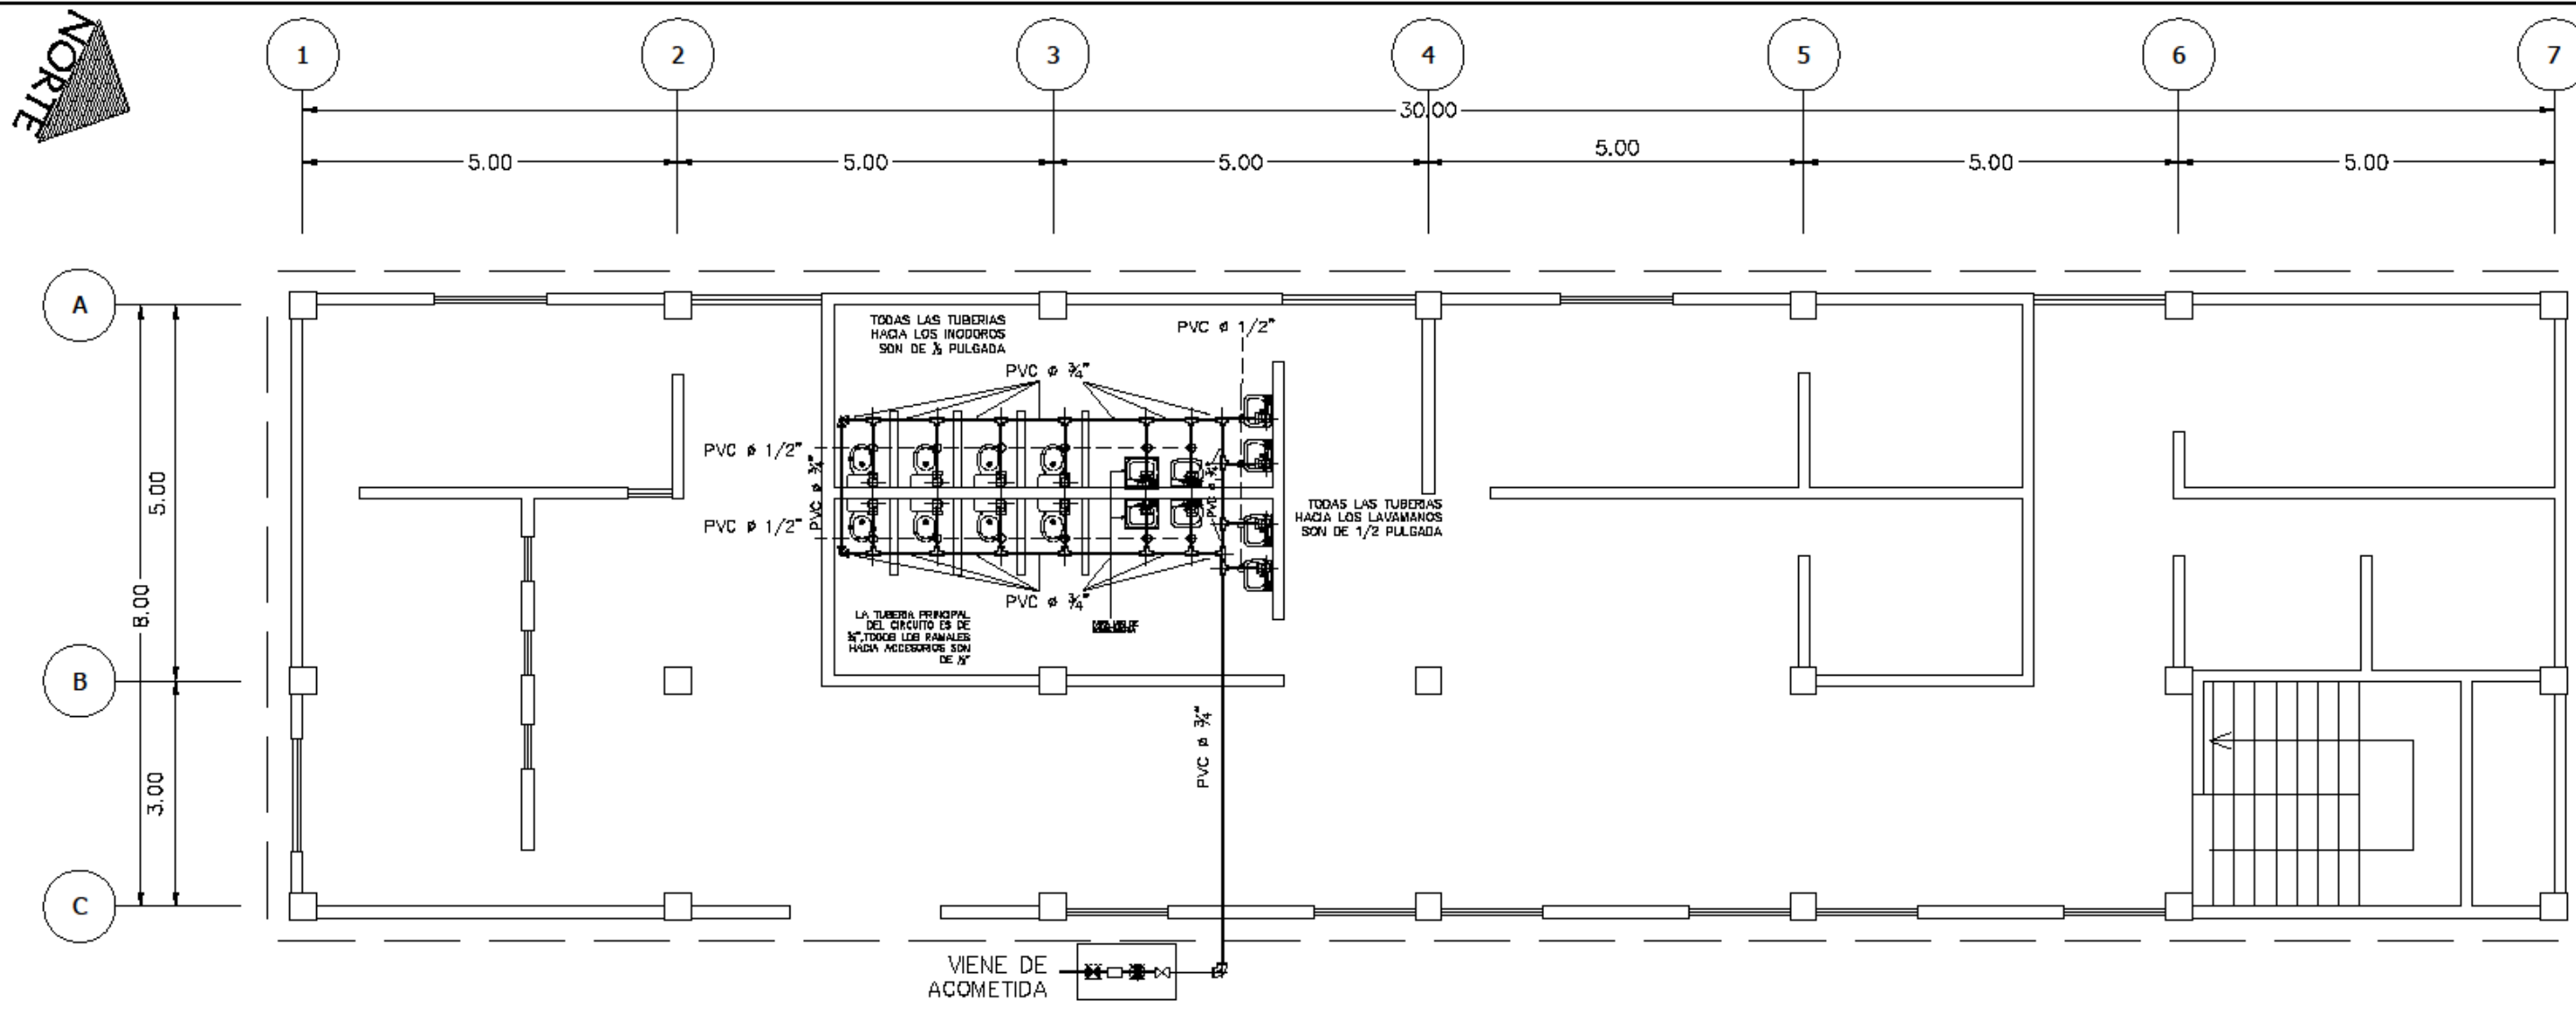 NORTE
1
2
3
4
5
6
7
30.00
5.00
5.00
5.00
5.00
5.00
5.00
A
B
C
5.00
8.00
3.00
TODAS LAS TUBERIAS
HACIA LOS INODOROS
SON DE ½ PULGADA
PVC ø 1/2"
PVC ø ¾"
PVC ø 1/2"
PVC ø ¾"
PVC ø ¾"
PVC ø 1/2"
TODAS LAS TUBERIAS
HACIA LOS LAVAMANOS
SON DE 1/2 PULGADA
PVC ø ¾"
LA TUBERIA PRINCIPAL
DEL CIRCUITO ES DE
¾", TODOS LOS RAMALES
HACIA ACCESORIOS SON
DE ½"
PVC ø ¾"
VIENE DE
ACOMETIDA